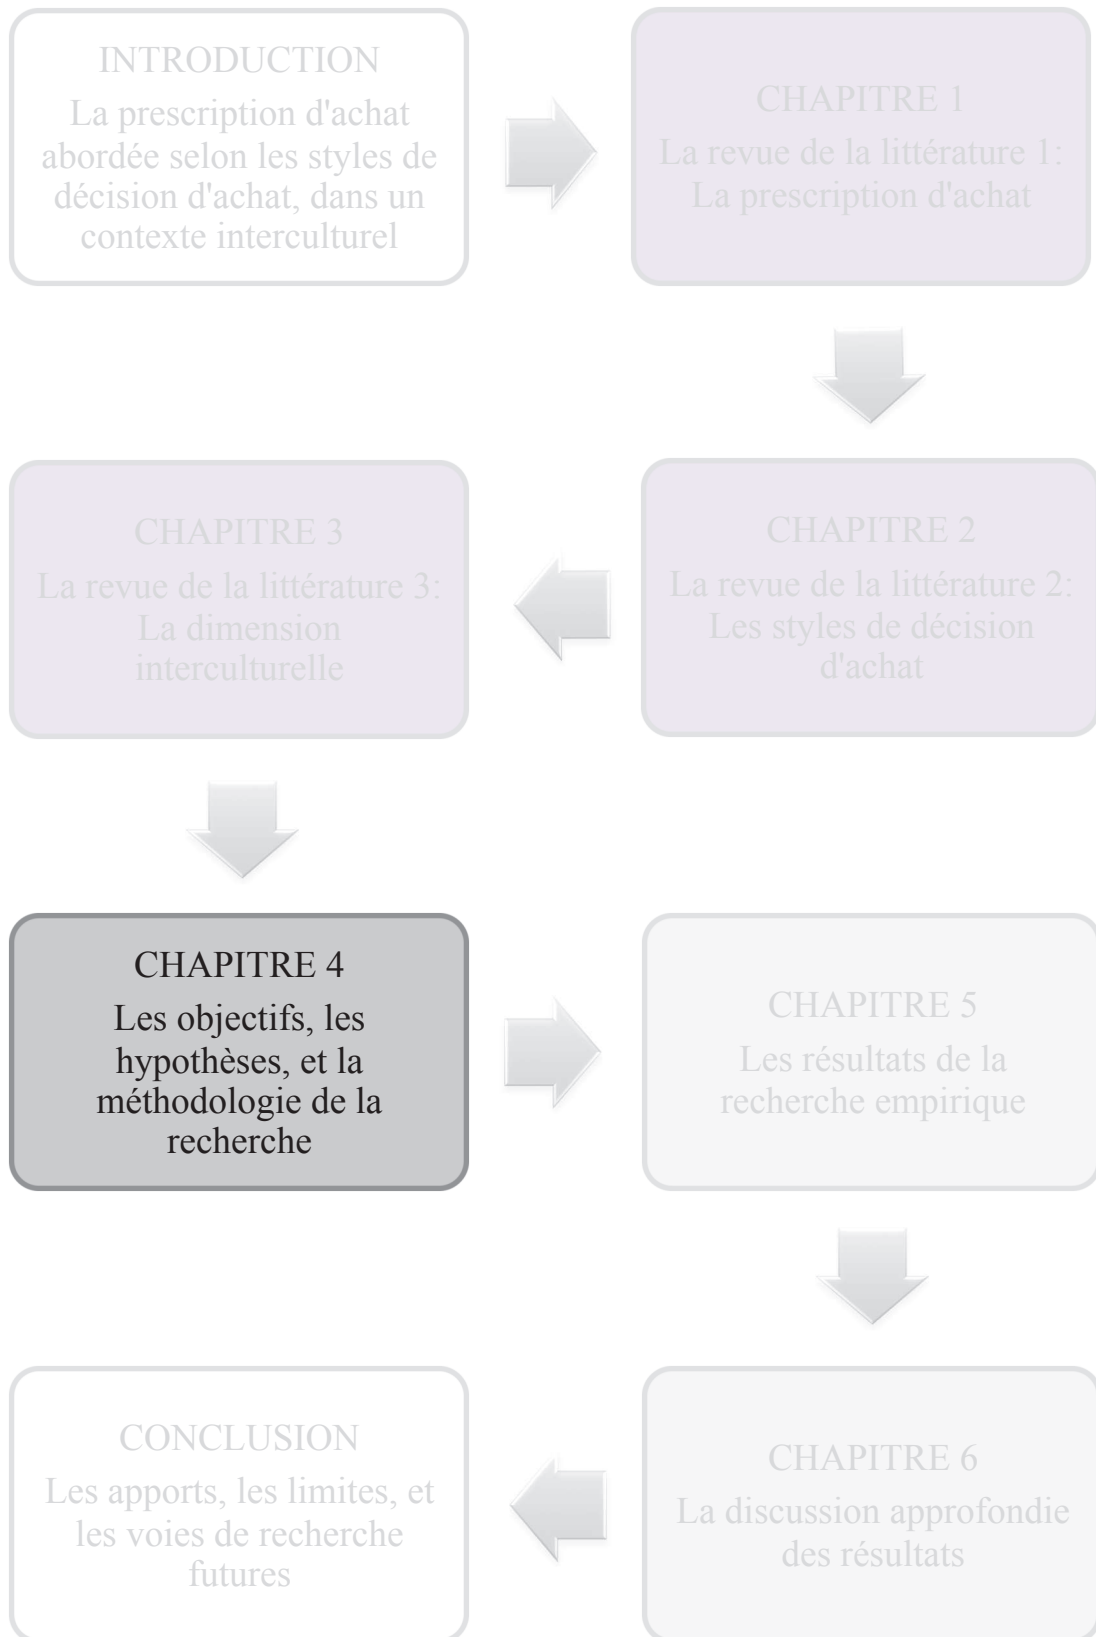 INTRODUCTION
La prescription d'achat
abordée selon les styles de
décision d'achat, dans un
contexte interculturel
CHAPITRE 1
La revue de la littérature 1:
La prescription d'achat
CHAPITRE 2
La revue de la littérature 2:
Les styles de décision
d'achat
CHAPITRE 3
La revue de la littérature 3:
La dimension
interculturelle
CHAPITRE 4
Les objectifs, les
hypothèses, et la
méthodologie de la
recherche
CHAPITRE 5
Les résultats de la
recherche empirique
CHAPITRE 6
La discussion approfondie
des résultats
CONCLUSION
Les apports, les limites, et
les voies de recherche
futures